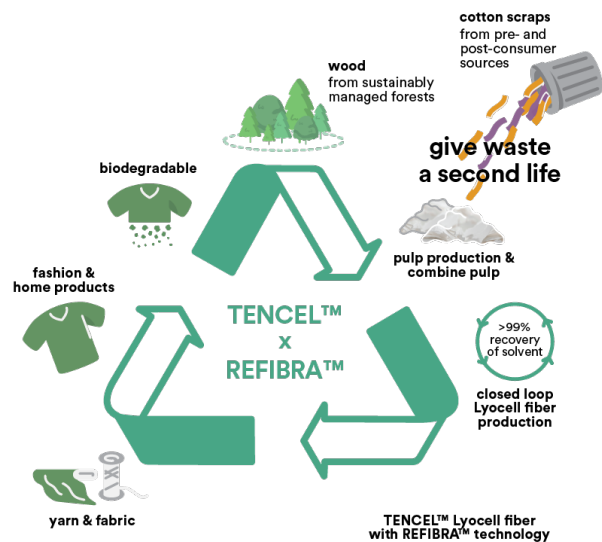 cotton scraps
from pre- and
post-consumer
sources
wood
from sustainably
managed forests
give waste
a second life
biodegradable
pulp production &
combine pulp
fashion &
home products
TENCEL™
x
REFIBRA™
>99%
recovery
of solvent
closed loop
Lyocell fiber
production
yarn & fabric
TENCEL™ Lyocell fiber
with REFIBRA™ technology